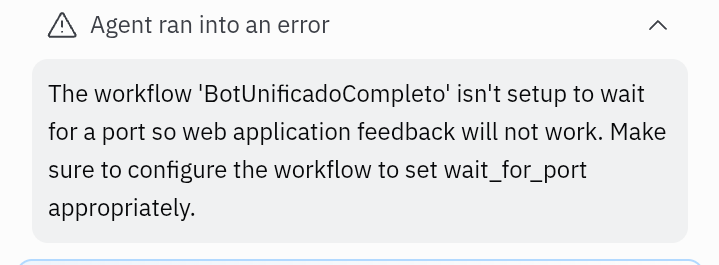 Agent ran into an error
The workflow 'BotUnificadoCompleto' isn't setup to wait
for a port so web application feedback will not work. Make
sure to configure the workflow to set wait_for_port
appropriately.